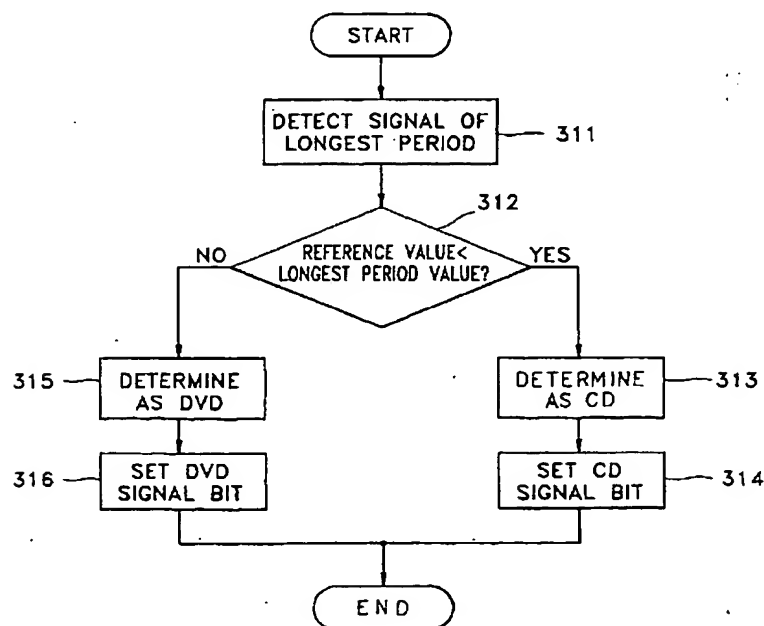 START
DETECT SIGNAL OF
LONGEST PERIOD
311
312
REFERENCE VALUE<
LONGEST PERIOD VALUE?
NO
YES
315
DETERMINE
AS DVD
DETERMINE
AS CD
313
316
SET DVD
SIGNAL BIT
SET CD
SIGNAL BIT
314
END